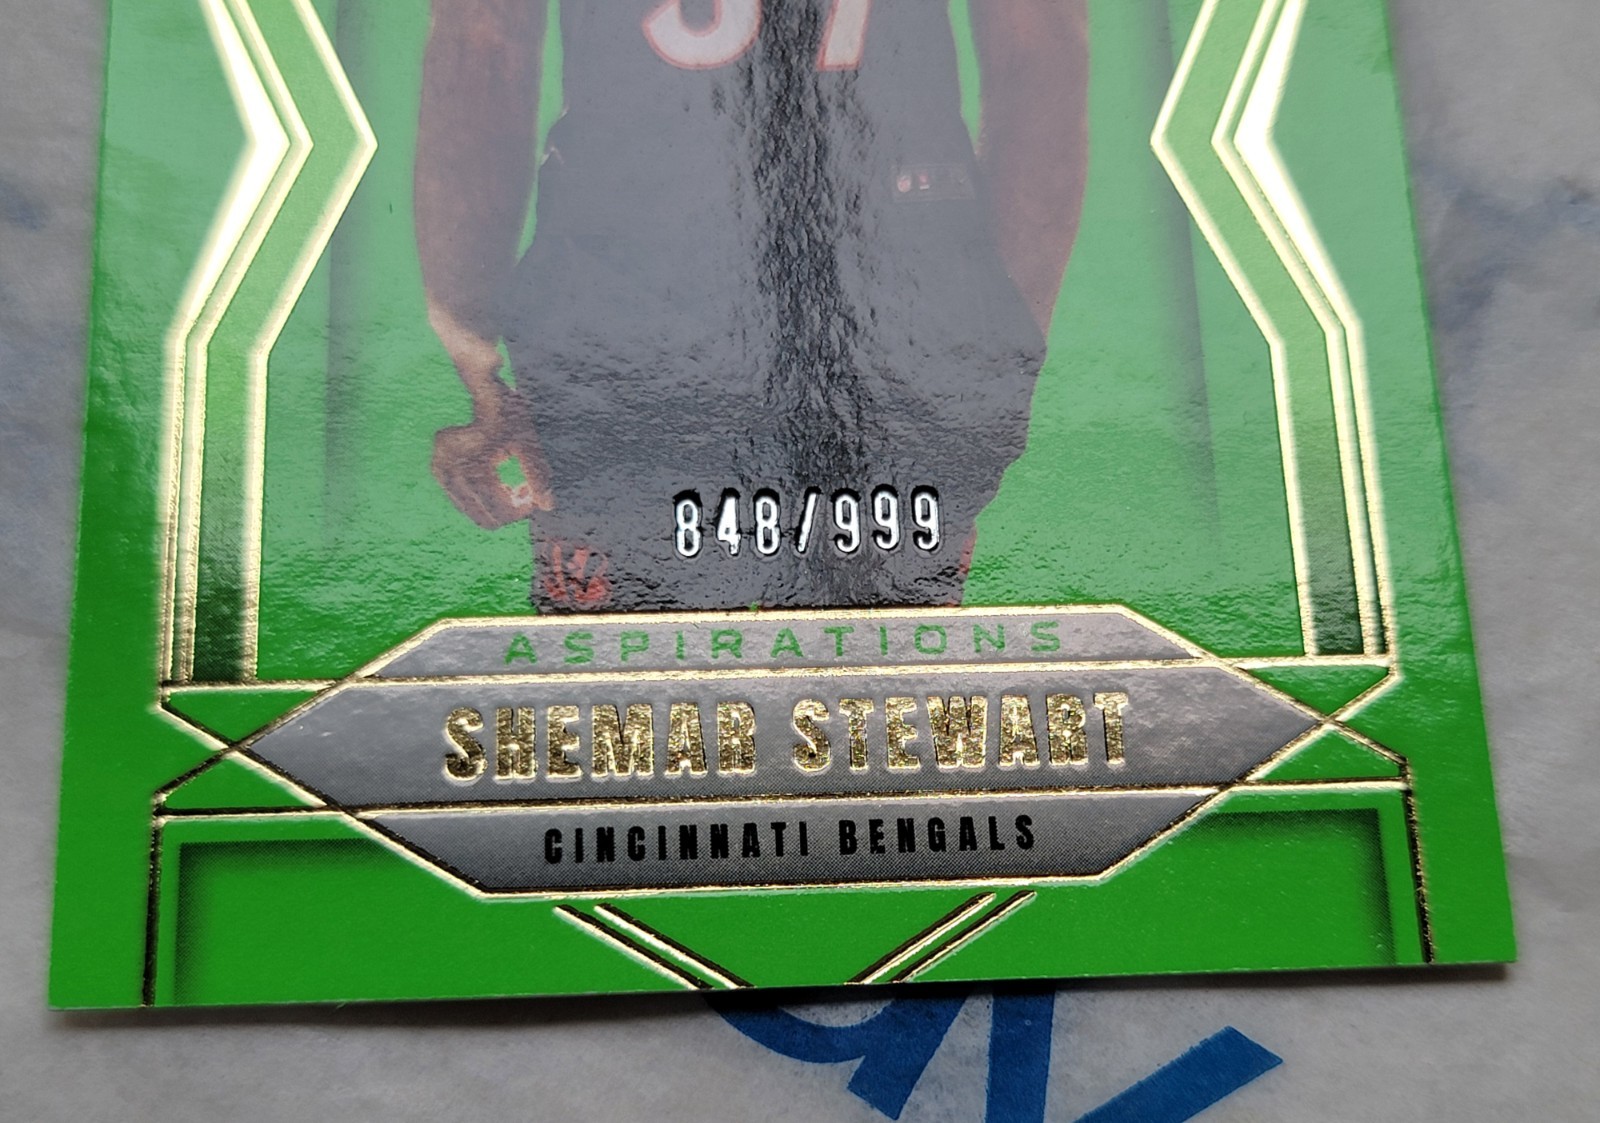 848/999
ASPIRATIONS
SHEMAR STEWART
CINCINNATI BENGALS